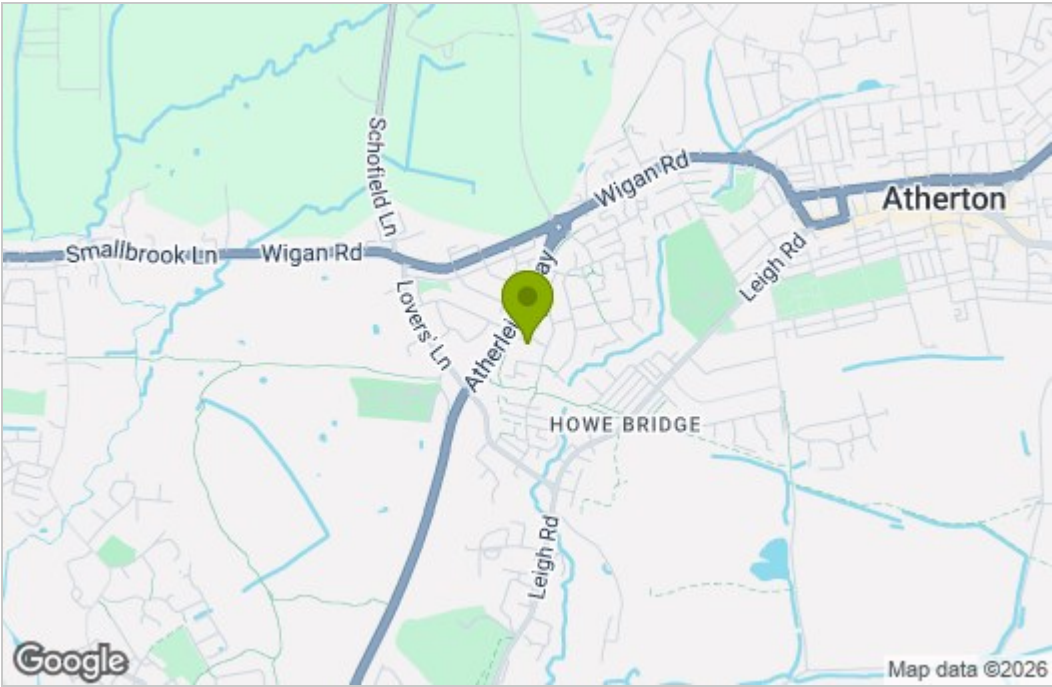 Schofield Ln
Wigan Rd
Atherton
Smallbrook Ln
Wigan Rd
Leigh Rd
Lovers' Ln
HOWE BRIDGE
Leigh Rd
Google
Map data ©2026